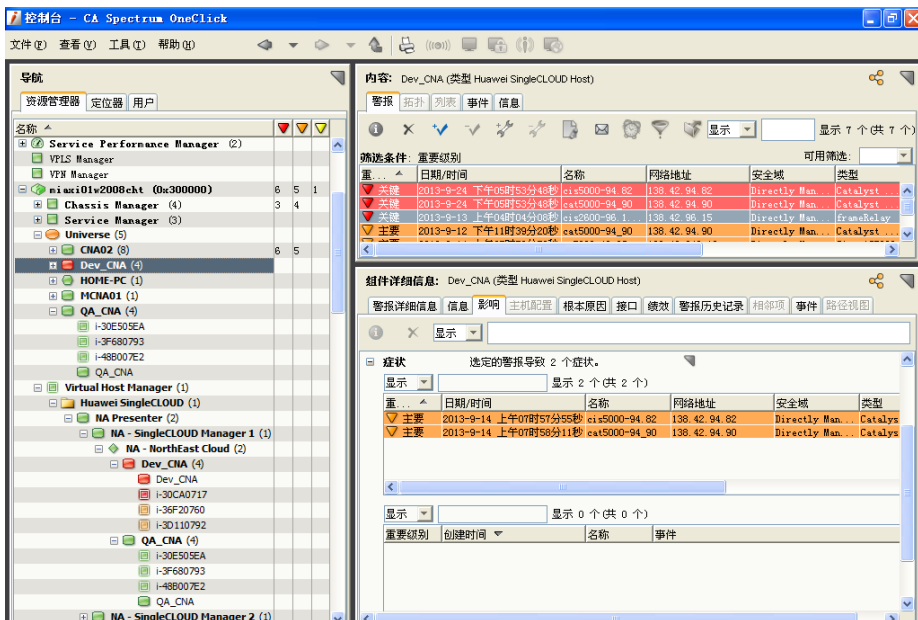 控制台 - CA Spectrum OneClick
文件(F) 查看(V) 工具(T) 帮助(H)
导航
资源管理器 定位器 用户
名称
Service Performance Manager (2)
VPLS Manager
VPN Manager
niaxi01w2008cht (0x300000) 6 5 1
Chassis Manager (4) 3 4
Service Manager (3)
Universe (5)
CNA02 (8) 6 5
Dev_CNA (4)
HOME-PC (1)
MCNA01 (1)
QA_CNA (4)
i-30E505EA
i-3F680793
i-48B007E2
QA_CNA
Virtual Host Manager (1)
Huawei SingleCLOUD (1)
NA Presenter (2)
NA - SingleCLOUD Manager 1 (1)
NA - NorthEast Cloud (2)
Dev_CNA (4)
Dev_CNA
i-30CA0717
i-36F20760
i-3D110792
QA_CNA (4)
i-30E505EA
i-3F680793
i-48B007E2
QA_CNA
NA - SingleCLOUD Manager 2 (1)
内容: Dev_CNA (类型 Huawei SingleCLOUD Host)
警报 拓扑 列表 事件 信息
显示 显示 7 个(共 7 个)
筛选条件: 重要级别 可用筛选:
重... 日期/时间 名称 网络地址 安全域 类型
关键 2013-9-24 下午05时53分48秒 cis5000-94.82 138.42.94.82 Directly Man... Catalyst ...
关键 2013-9-24 下午05时53分48秒 cat5000-94_90 138.42.94.90 Directly Man... Catalyst ...
关键 2013-9-13 上午04时04分08秒 cis2600-96.1... 138.42.96.15 Directly Man... frameRelay
主要 2013-9-12 下午11时39分20秒 cat5000-94_90 138.42.94.90 Directly Man... Catalyst ...
组件详细信息: Dev_CNA (类型 Huawei SingleCLOUD Host)
警报详细信息 信息 影响 主机配置 根本原因 接口 绩效 警报历史记录 相邻项 事件 路径视图
显示
症状 选定的警报导致 2 个症状。
显示 显示 2 个(共 2 个)
重... 日期/时间 名称 网络地址 安全域 类型
主要 2013-9-14 上午07时57分55秒 cis5000-94.82 138.42.94.82 Directly Man... Catalys
主要 2013-9-14 上午07时58分11秒 cat5000-94_90 138.42.94.90 Directly Man... Catalys
显示 显示 0 个(共 0 个)
重要级别 创建时间 名称 事件